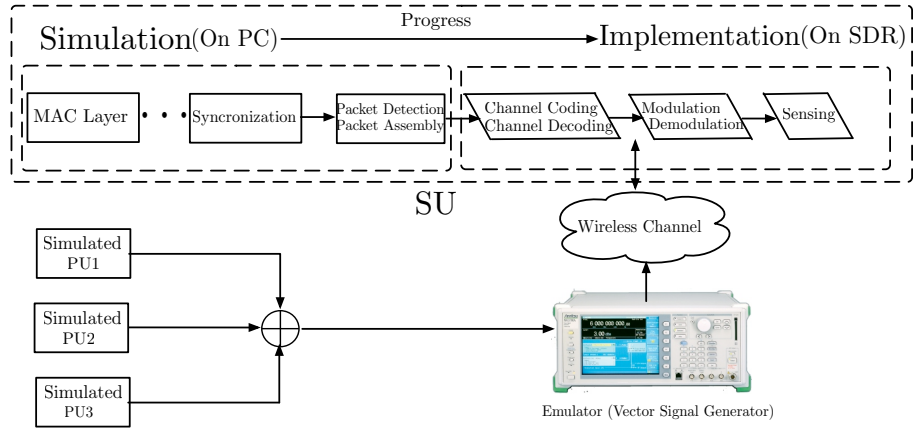 Progress
Simulation(On PC)
Implementation(On SDR)
MAC Layer
Syncronization
Packet Detection
Packet Assembly
Channel Coding
Channel Decoding
Modulation
Demodulation
Sensing
SU
Wireless Channel
Simulated
PU1
Simulated
PU2
Simulated
PU3
Emulator (Vector Signal Generator)